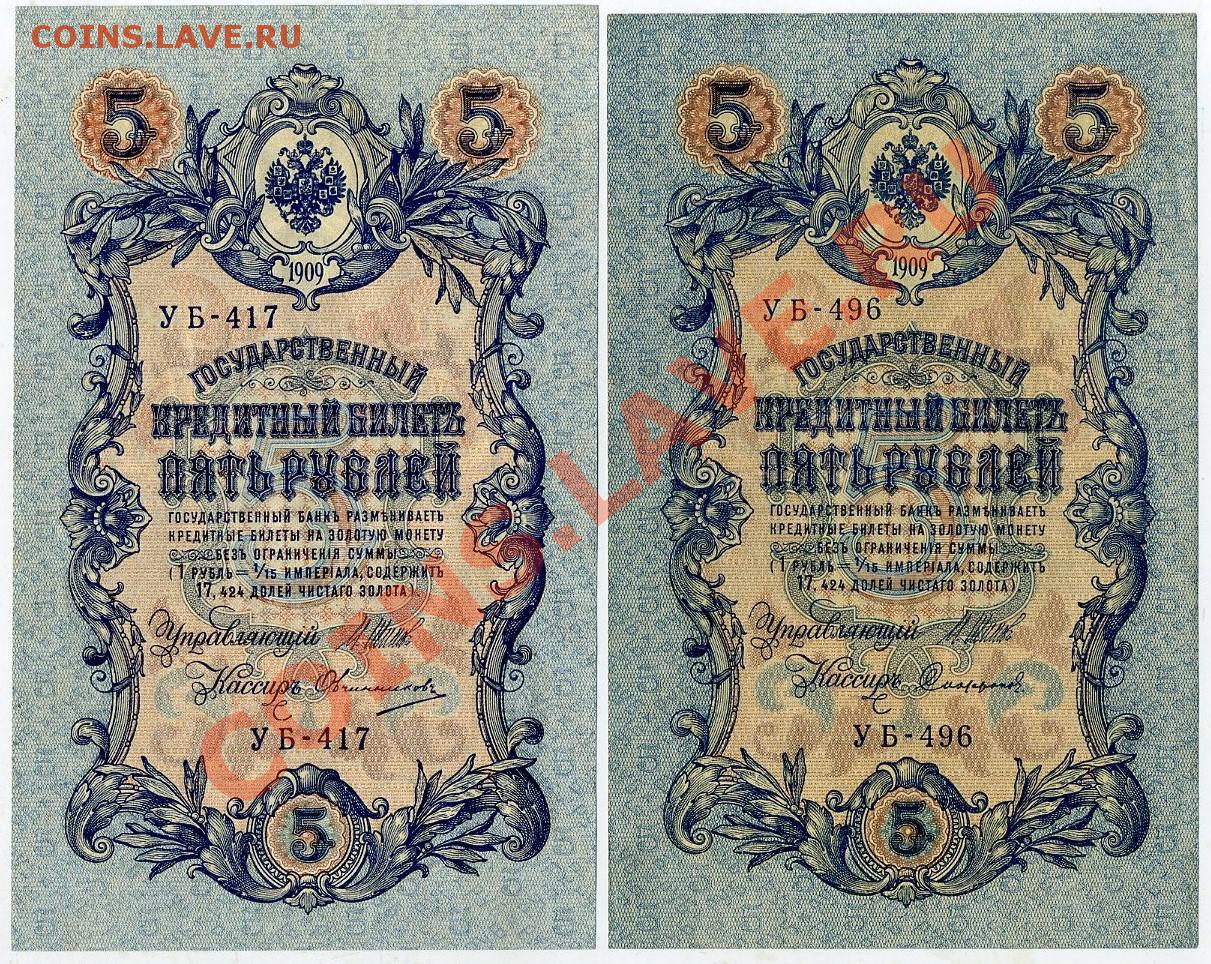 COINS.LAVE.RU
5 5
1909
УБ-417
ГОСУДАРСТВЕННЫЙ
КРЕДИТНЫЙ БИЛЕТЪ
ПЯТЬ РУБЛЕЙ
ГОСУДАРСТВЕННЫЙ БАНКЪ РАЗМѢНИВАЕТЪ
КРЕДИТНЫЕ БИЛЕТЫ НА ЗОЛОТУЮ МОНЕТУ
БЕЗЪ ОГРАНИЧЕНІЯ СУММЫ
(1 РУБЛЬ = 1/15 ИМПЕРІАЛА, СОДЕРЖИТЪ
17,424 ДОЛЕЙ ЧИСТАГО ЗОЛОТА).
Управляющій
Кассиръ Овчинниковъ
УБ-417
5
5 5
1909
УБ-496
ГОСУДАРСТВЕННЫЙ
КРЕДИТНЫЙ БИЛЕТЪ
ПЯТЬ РУБЛЕЙ
ГОСУДАРСТВЕННЫЙ БАНКЪ РАЗМѢНИВАЕТЪ
КРЕДИТНЫЕ БИЛЕТЫ НА ЗОЛОТУЮ МОНЕТУ
БЕЗЪ ОГРАНИЧЕНІЯ СУММЫ
(1 РУБЛЬ = 1/15 ИМПЕРІАЛА, СОДЕРЖИТЪ
17,424 ДОЛЕЙ ЧИСТАГО ЗОЛОТА).
Управляющій
Кассиръ
УБ-496
5
COINS.LAVE.RU